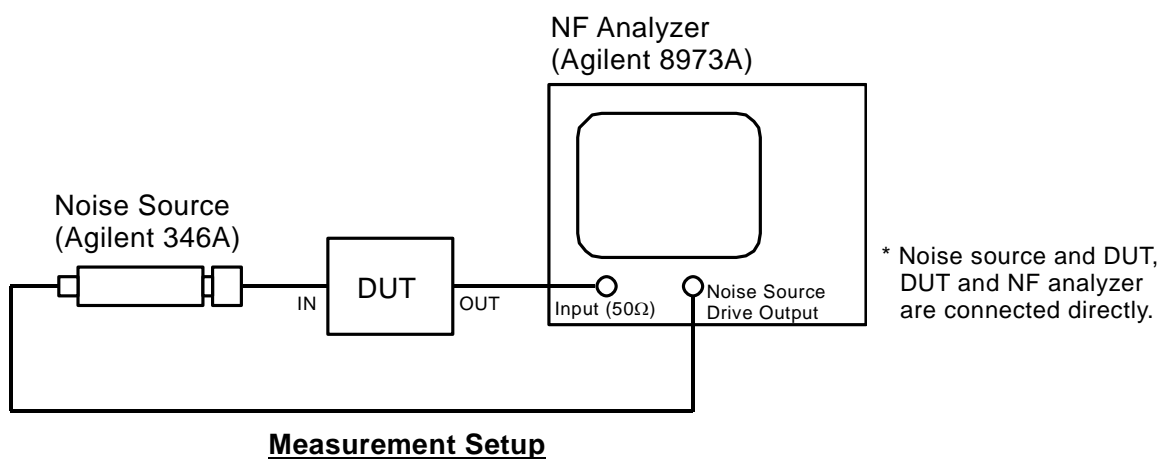 NF Analyzer
(Agilent 8973A)
Noise Source
(Agilent 346A)
IN
DUT
OUT
Input (50Ω)
Noise Source
Drive Output
* Noise source and DUT,
DUT and NF analyzer
are connected directly.
Measurement Setup